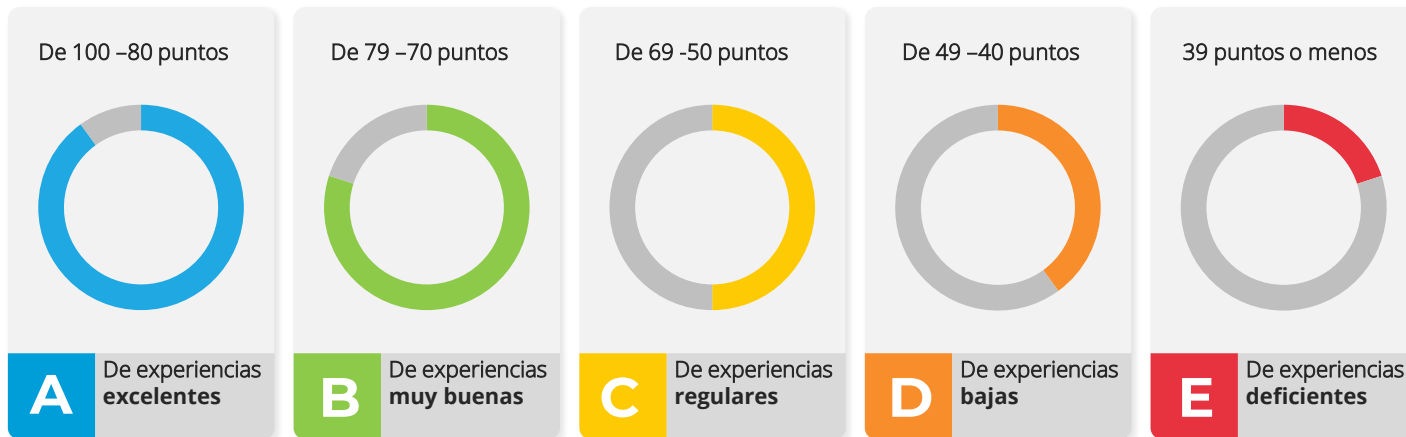 De 100 –80 puntos
A
De experiencias
excelentes
De 79 –70 puntos
B
De experiencias
muy buenas
De 69 -50 puntos
C
De experiencias
regulares
De 49 –40 puntos
D
De experiencias
bajas
39 puntos o menos
E
De experiencias
deficientes